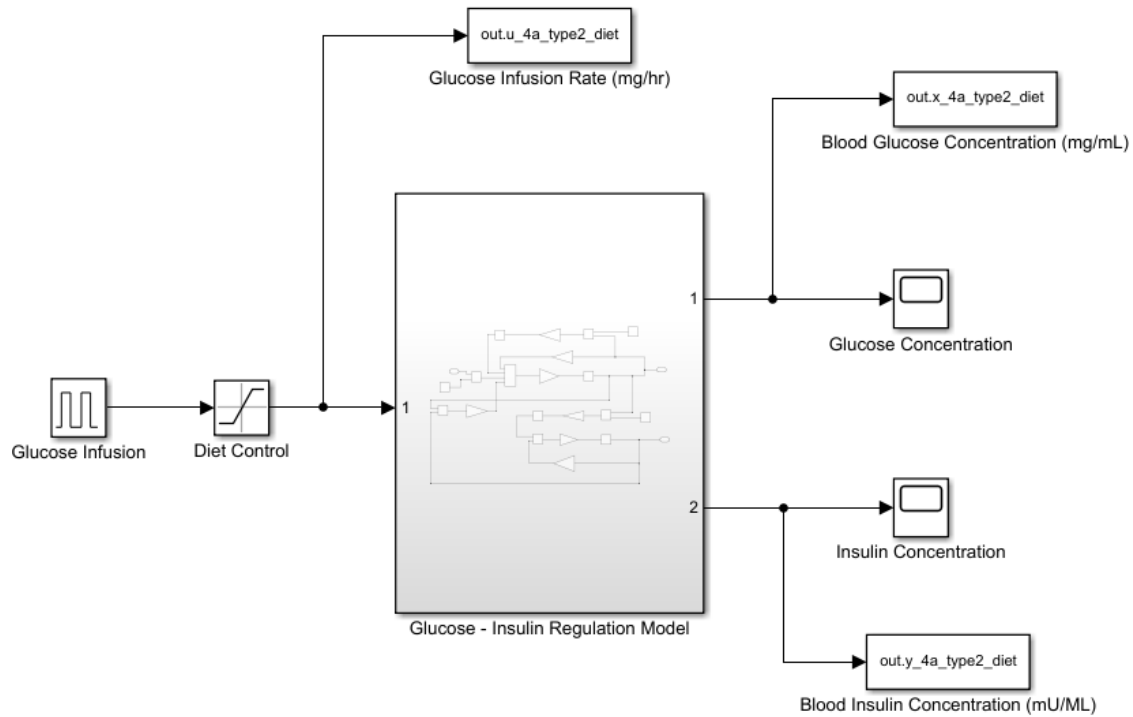 out.u_4a_type2_diet
Glucose Infusion Rate (mg/hr)
out.x_4a_type2_diet
Blood Glucose Concentration (mg/mL)
1
Glucose Concentration
1
Glucose Infusion
Diet Control
2
Insulin Concentration
Glucose - Insulin Regulation Model
out.y_4a_type2_diet
Blood Insulin Concentration (mU/ML)